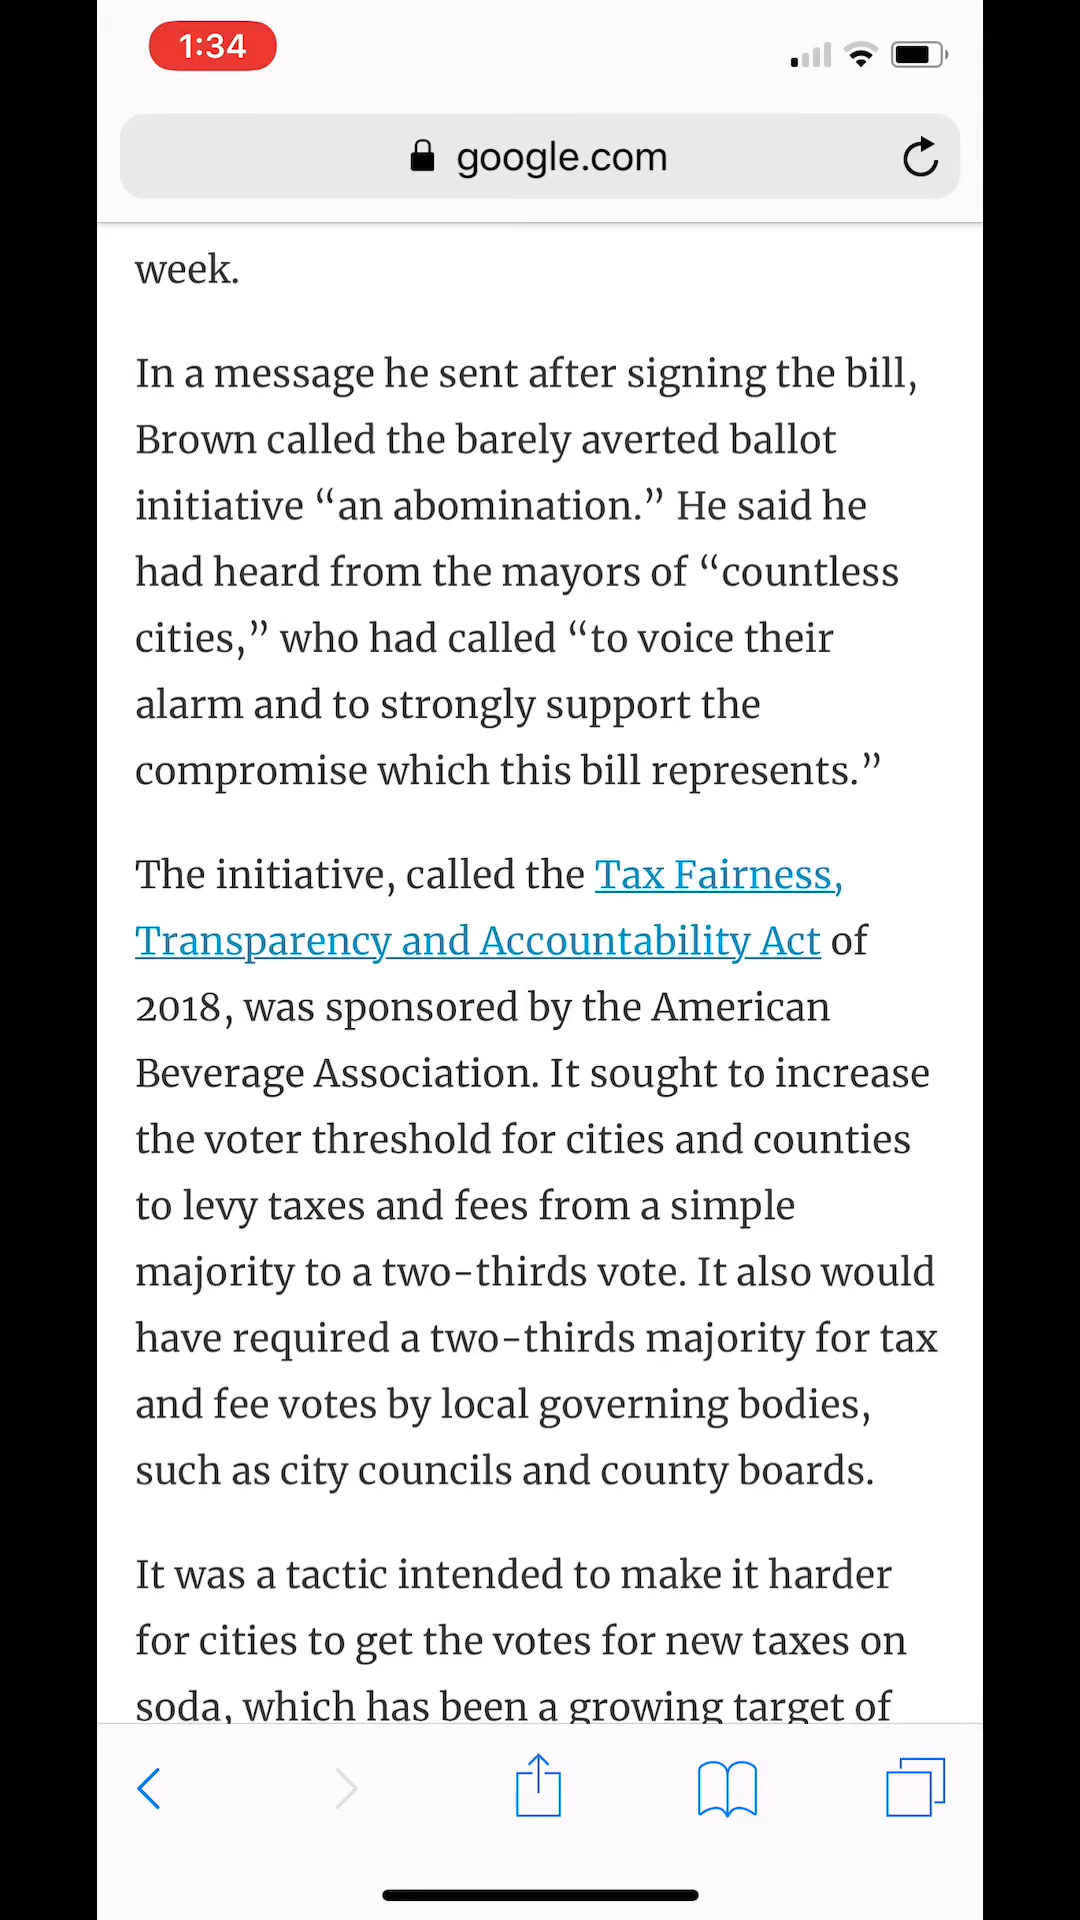 1:34
google.com
week.
In a message he sent after signing the bill,
Brown called the barely averted ballot
initiative “an abomination.” He said he
had heard from the mayors of “countless
cities,” who had called “to voice their
alarm and to strongly support the
compromise which this bill represents.”
The initiative, called the Tax Fairness,
Transparency and Accountability Act of
2018, was sponsored by the American
Beverage Association. It sought to increase
the voter threshold for cities and counties
to levy taxes and fees from a simple
majority to a two-thirds vote. It also would
have required a two-thirds majority for tax
and fee votes by local governing bodies,
such as city councils and county boards.
It was a tactic intended to make it harder
for cities to get the votes for new taxes on
soda, which has been a growing target of